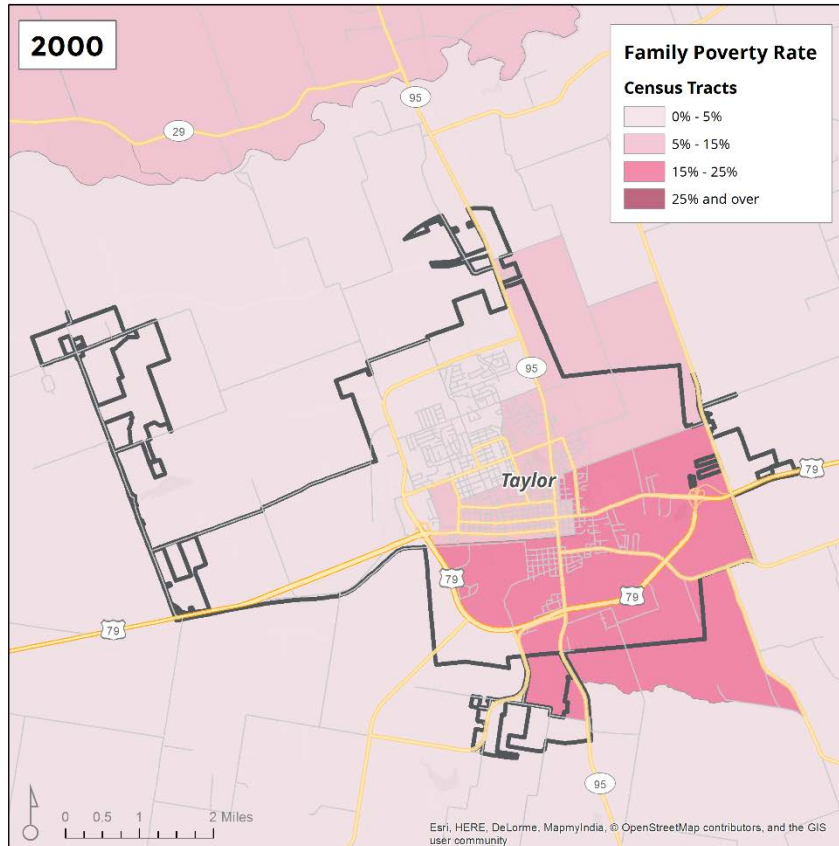 2000
Family Poverty Rate
Census Tracts
0% - 5%
5% - 15%
15% - 25%
25% and over
95
29
95
79
Taylor
79
79
79
95
0 0.5 1 2 Miles
Esri, HERE, DeLorme, MapmyIndia, © OpenStreetMap contributors, and the GIS
user community